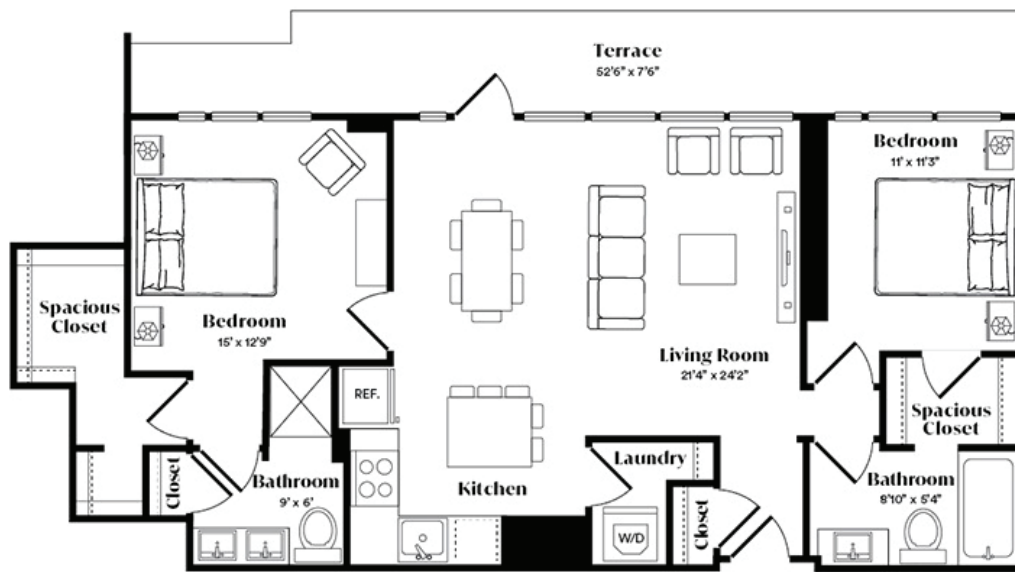 Terrace
52'6" x 7'6"
Bedroom
11' x 11'3"
Spacious
Closet
Bedroom
15' x 12'9"
Living Room
21'4" x 24'2"
REF.
Spacious
Closet
Laundry
Closet
Bathroom
9' x 6'
Kitchen
Closet
W/D
Bathroom
8'10" x 5'4"